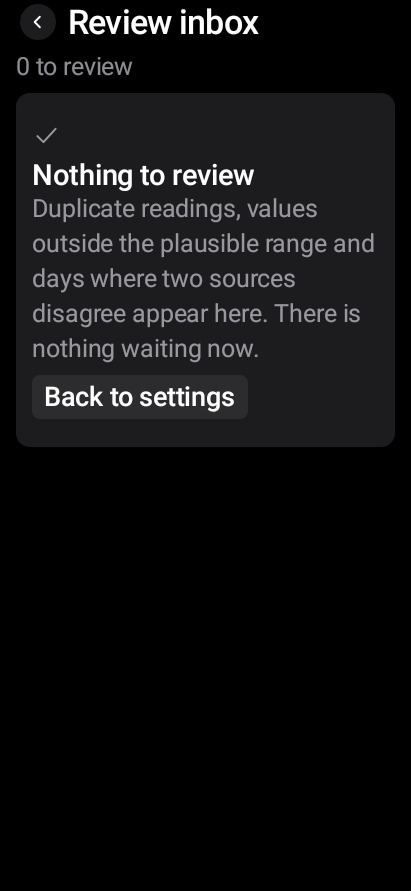 Review inbox
0 to review
Nothing to review
Duplicate readings, values
outside the plausible range and
days where two sources
disagree appear here. There is
nothing waiting now.
Back to settings